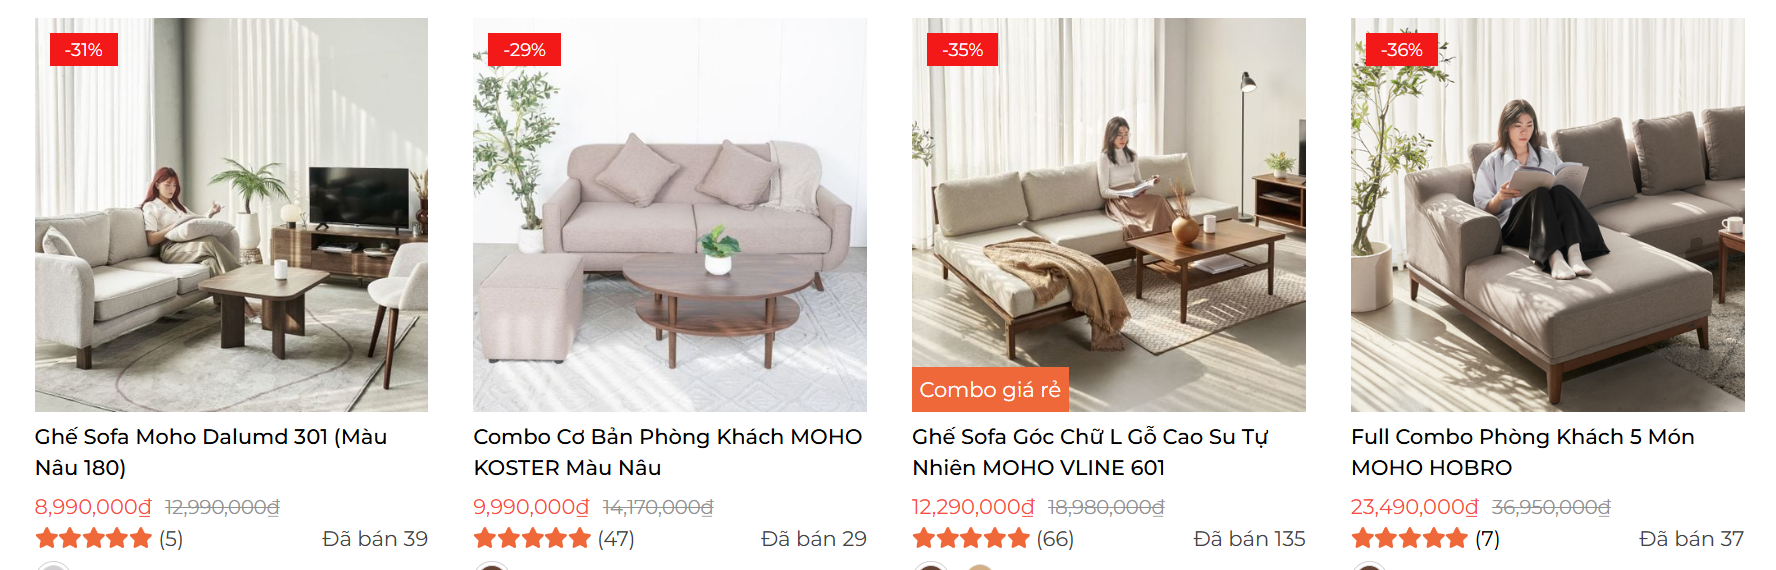 -31%
-29%
-35%
-36%
Combo giá rẻ
Ghế Sofa Moho Dalumd 301 (Màu
Nâu 180)
8,990,000₫ 12,990,000₫
(5) Đã bán 39
Combo Cơ Bản Phòng Khách MOHO
KOSTER Màu Nâu
9,990,000₫ 14,170,000₫
(47) Đã bán 29
Ghế Sofa Góc Chữ L Gỗ Cao Su Tự
Nhiên MOHO VLINE 601
12,290,000₫ 18,980,000₫
(66) Đã bán 135
Full Combo Phòng Khách 5 Món
MOHO HOBRO
23,490,000₫ 36,950,000₫
(7) Đã bán 37